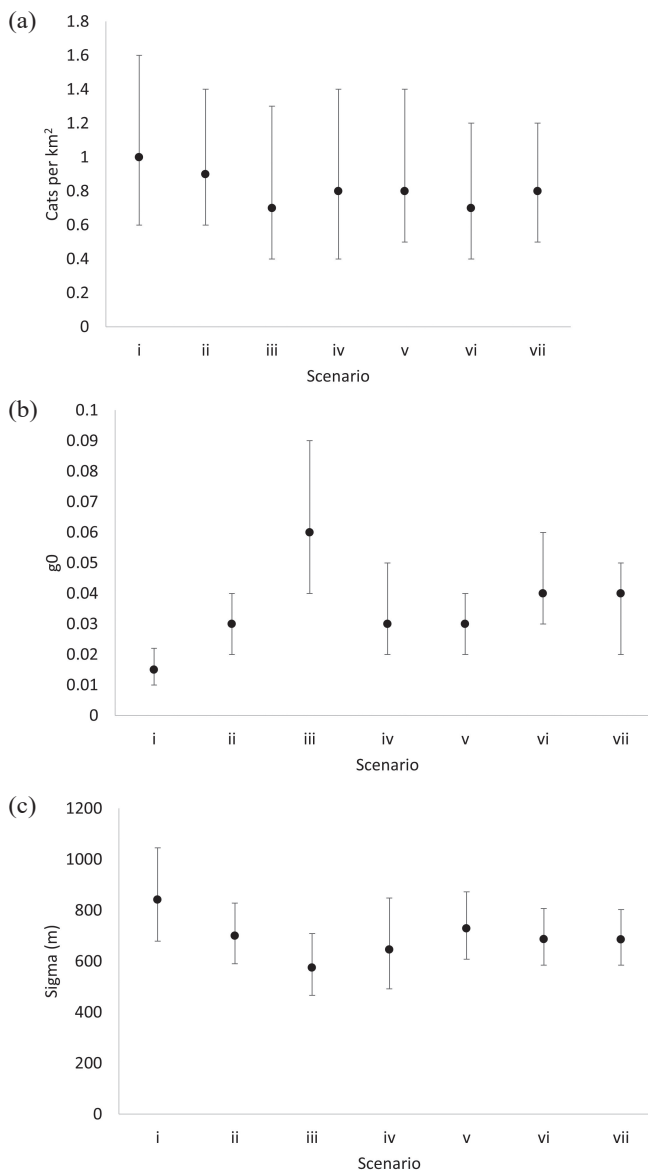 (a)
1.8
1.6
1.4
1.2
1
0.8
0.6
0.4
0.2
0
Cats per km²
i ii iii iv v vi vii
Scenario
(b)
0.1
0.09
0.08
0.07
0.06
0.05
0.04
0.03
0.02
0.01
0
g0
i ii iii iv v vi vii
Scenario
(c)
1200
1000
800
600
400
200
0
Sigma (m)
i ii iii iv v vi vii
Scenario